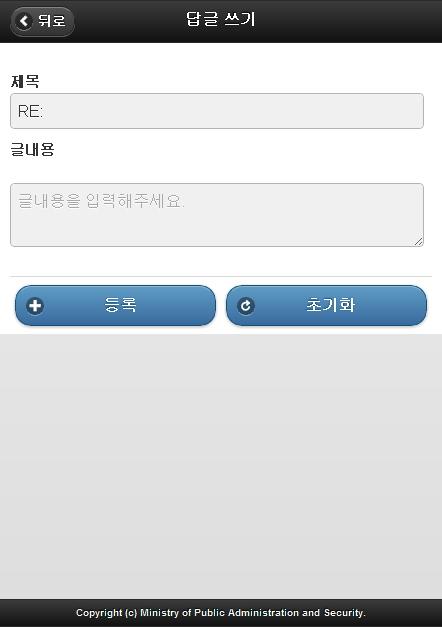 뒤로
답글 쓰기
제목
RE:
글내용
글내용을 입력해주세요.
등록
초기화
Copyright (c) Ministry of Public Administration and Security.